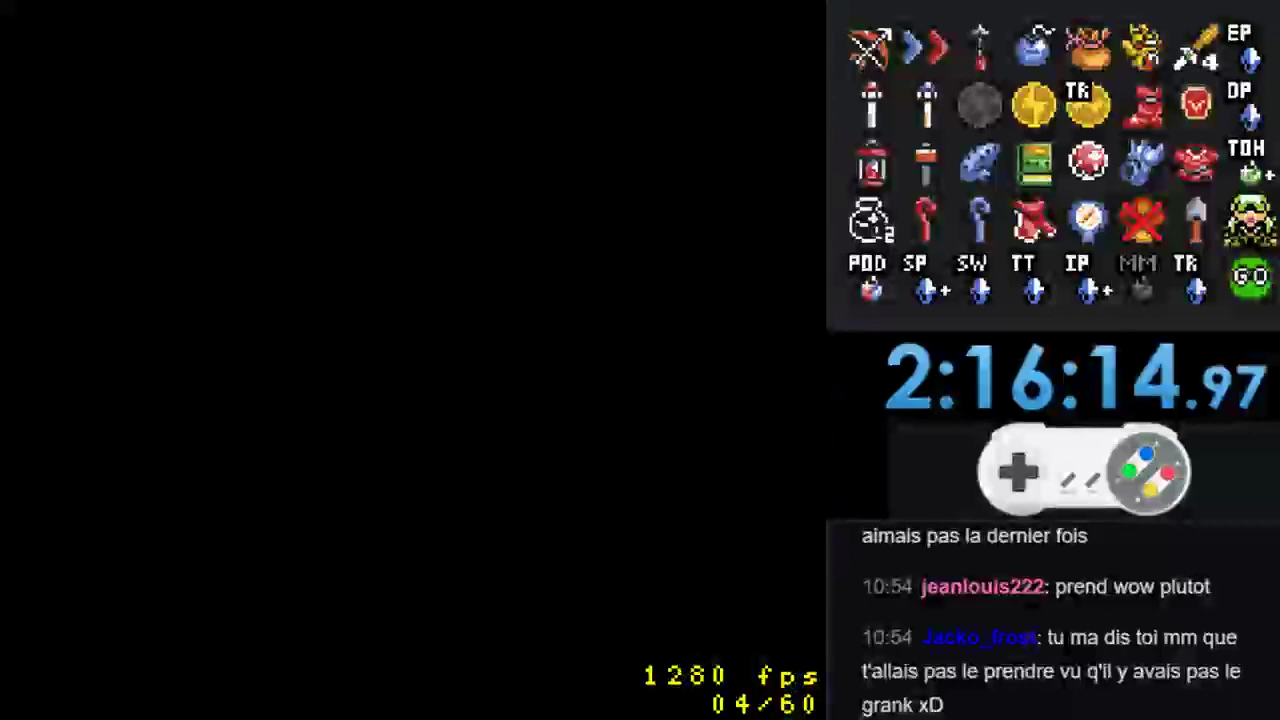 EP
4
TR
DP
TOH
+
2
POD SP SW TT IP MM TR GO
+ +
2:16:14.97
aimais pas la dernier fois
10:54 jeanlouis222: prend wow plutot
10:54 Jacko_frost: tu ma dis toi mm que
t'allais pas le prendre vu q'il y avais pas le
grank xD
1280 fps
04/60